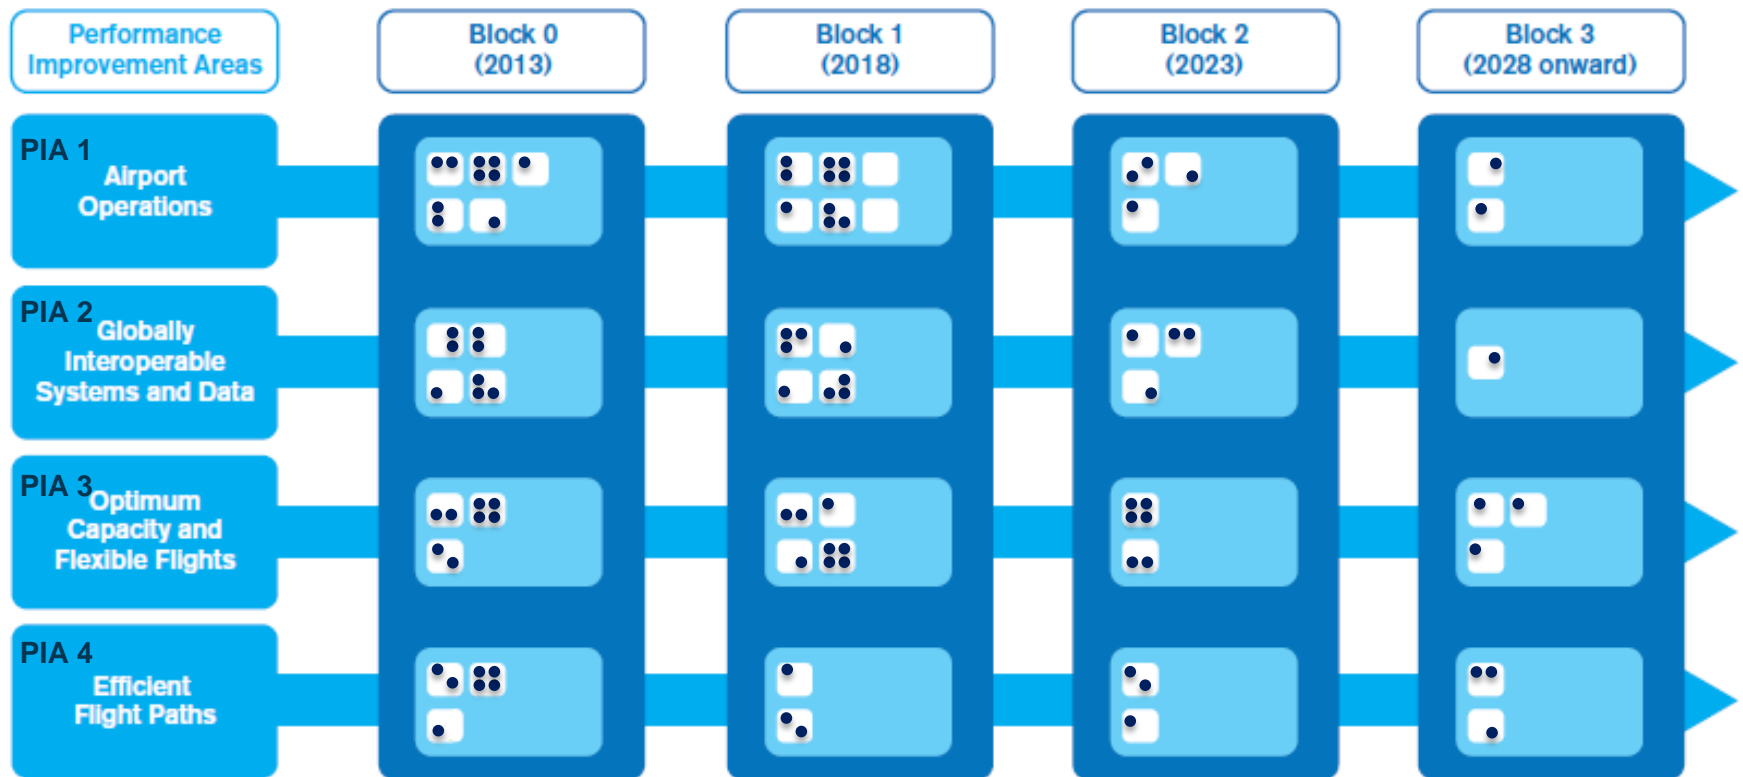 Performance
Improvement Areas
Block 0
(2013)
Block 1
(2018)
Block 2
(2023)
Block 3
(2028 onward)
PIA 1
Airport
Operations
PIA 2
Globally
Interoperable
Systems and Data
PIA 3
Optimum
Capacity and
Flexible Flights
PIA 4
Efficient
Flight Paths